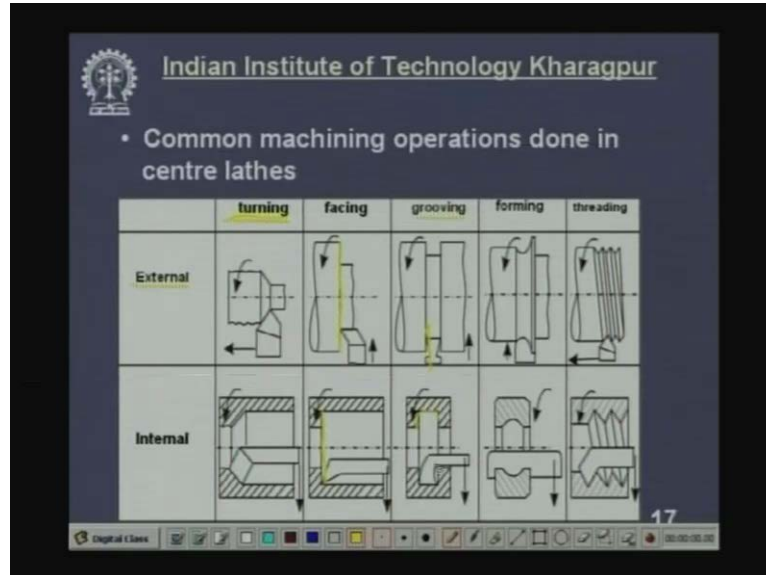 Indian Institute of Technology Kharagpur
• Common machining operations done in
centre lathes
turning facing grooving forming threading
External
Internal
17
Digital Class 00:00:00.00